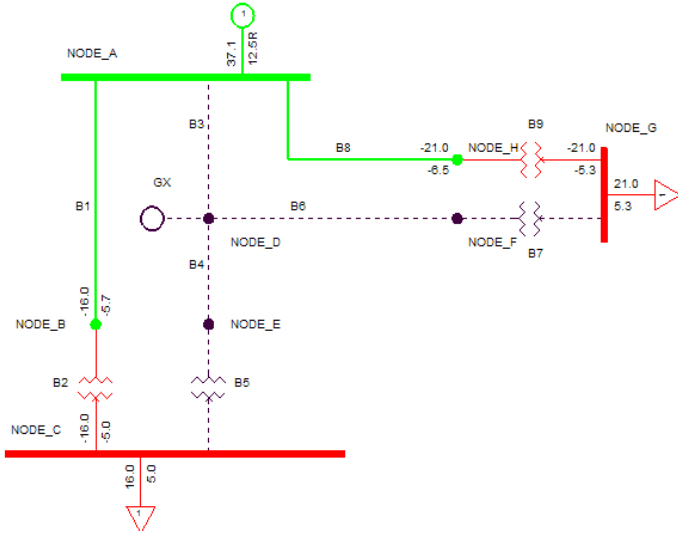 1
37.1
12.5R
NODE_A
B9
NODE_G
B3
B8
-21.0
NODE_H
-21.0
-6.5
-5.3
GX
21.0
1
5.3
B1
B6
NODE_D
NODE_F
B7
B4
-16.0
-5.7
NODE_B
NODE_E
B2
B5
NODE_C
-16.0
-5.0
16.0
5.0
1